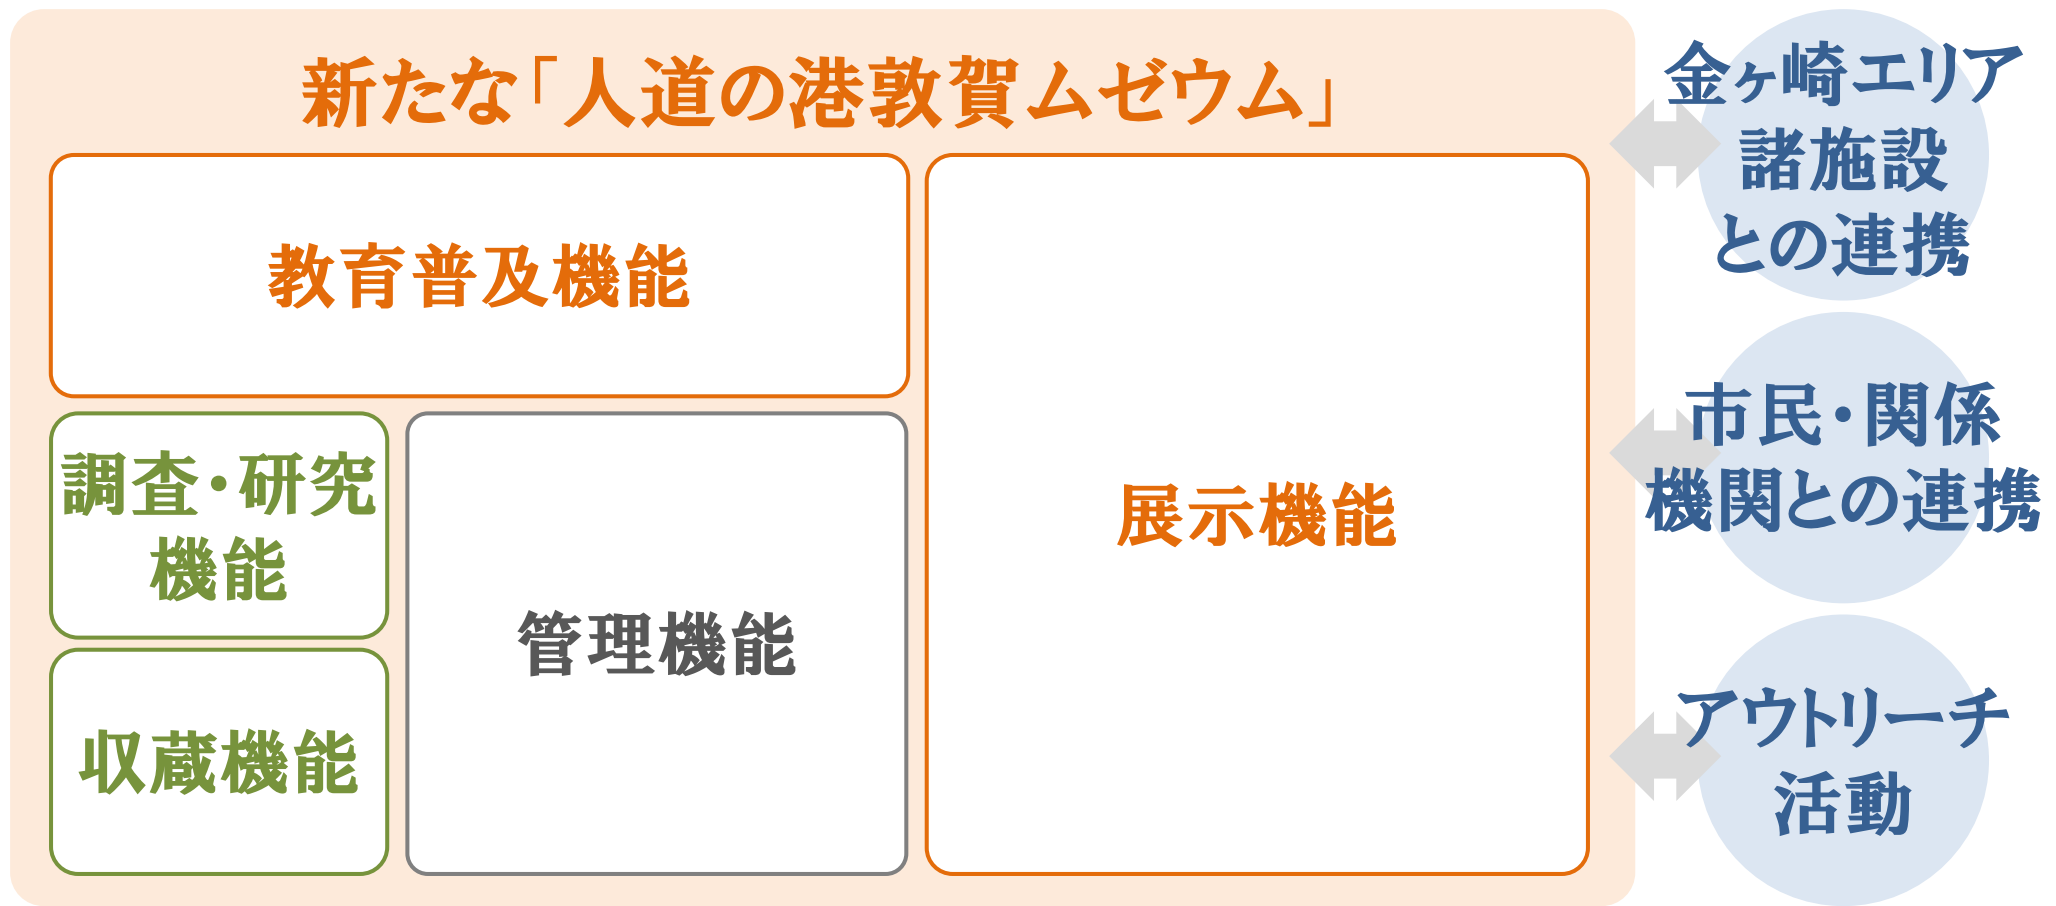 新たな「人道の港敦賀ムゼウム」
教育普及機能
調査・研究
機能
収蔵機能
管理機能
展示機能
金ヶ崎エリア
諸施設
との連携
市民・関係
機関との連携
アウトリーチ
活動